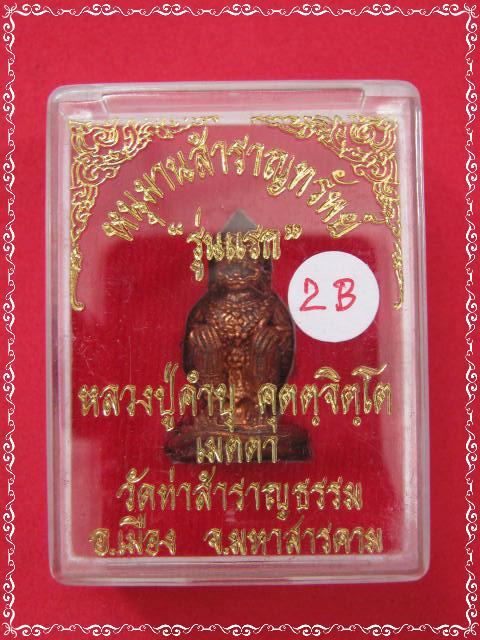 หนุมานสำราญทรัพย์
"รุ่นแรก"
2B
หลวงปู่คำบุ คุตตฺจิตฺโต
เมตตา
วัดท่าสำราญธรรม
อ.เมือง จ.มหาสารคาม